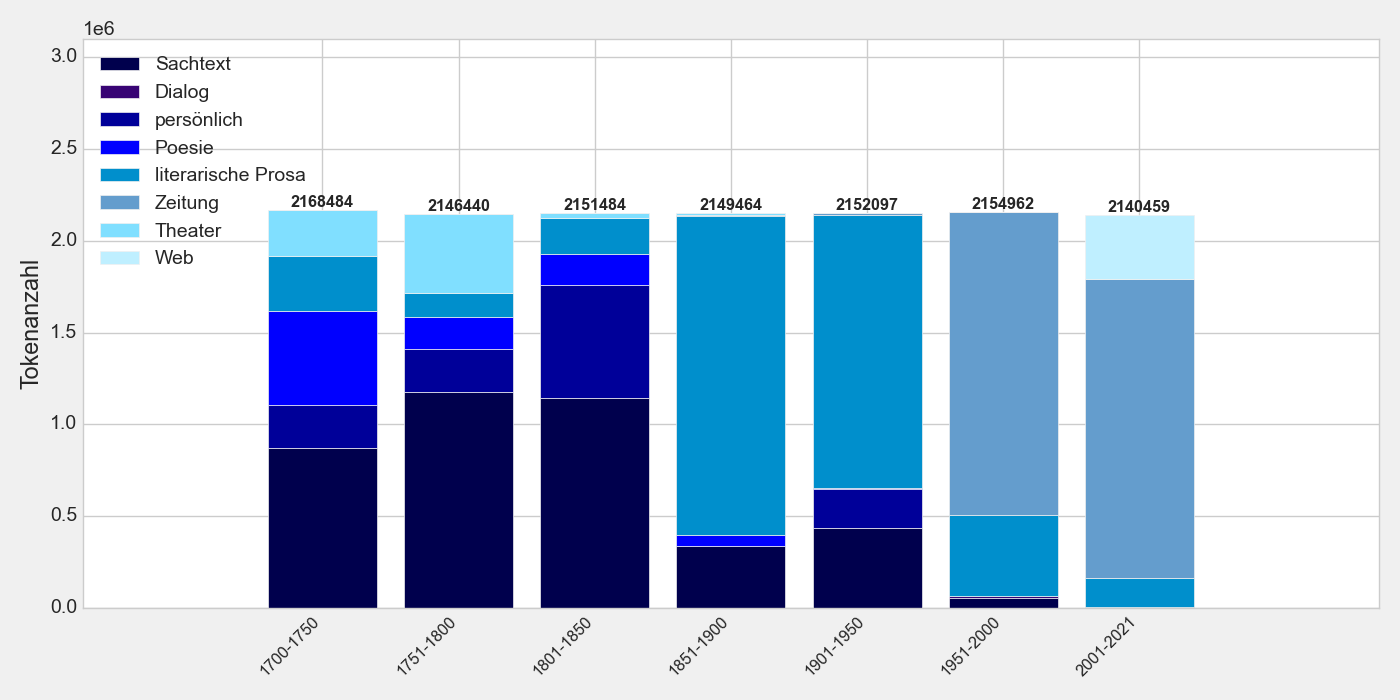 1e6
3.0
2.5
2.0
1.5
1.0
0.5
0.0
Tokenanzahl
Sachtext
Dialog
persönlich
Poesie
literarische Prosa
Zeitung
Theater
Web
2168484
2146440
2151484
2149464
2152097
2154962
2140459
1700-1750
1751-1800
1801-1850
1851-1900
1901-1950
1951-2000
2001-2021